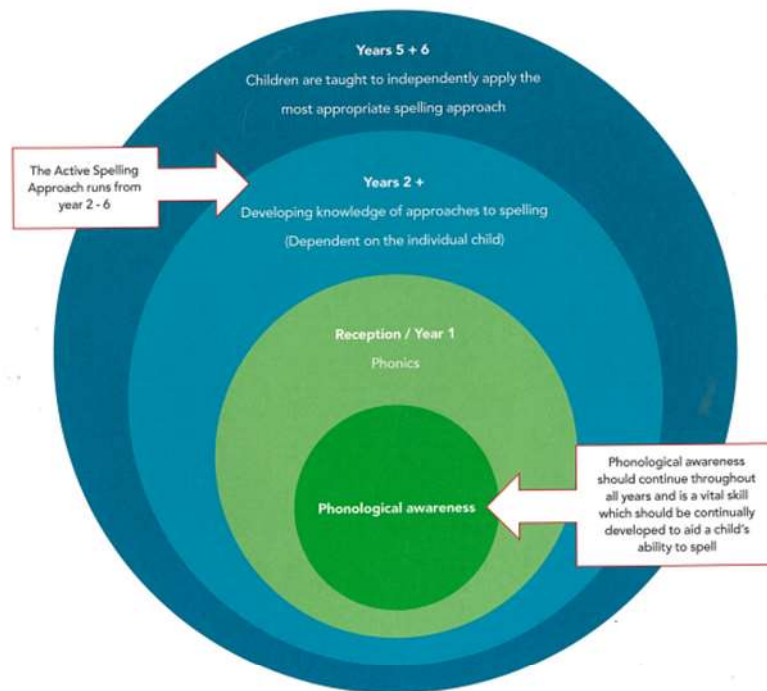 Years 5 + 6
Children are taught to independently apply the
most appropriate spelling approach
The Active Spelling
Approach runs from
year 2 - 6
Years 2 +
Developing knowledge of approaches to spelling
(Dependent on the individual child)
Reception / Year 1
Phonics
Phonological awareness
Phonological awareness
should continue throughout
all years and is a vital skill
which should be continually
developed to aid a child's
ability to spell